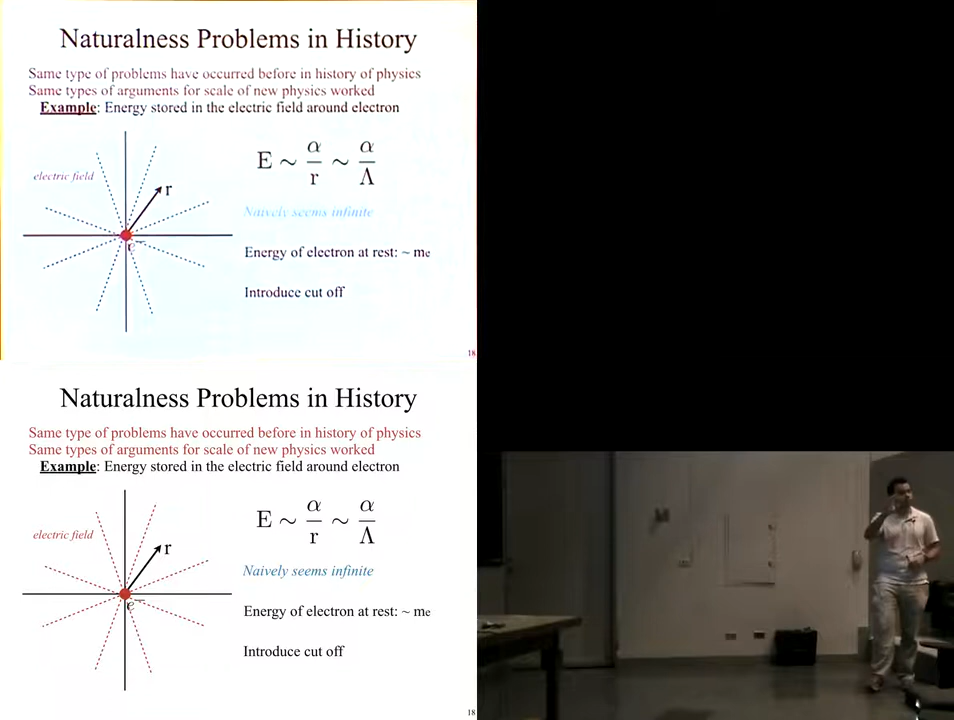 Naturalness Problems in History
Same type of problems have occurred before in history of physics
Same types of arguments for scale of new physics worked
Example: Energy stored in the electric field around electron
electric field
r
e⁻
E ~ α/r ~ α/Λ
Naively seems infinite
Energy of electron at rest: ~ me
Introduce cut off
18
Naturalness Problems in History
Same type of problems have occurred before in history of physics
Same types of arguments for scale of new physics worked
Example: Energy stored in the electric field around electron
electric field
r
e⁻
E ~ α/r ~ α/Λ
Naively seems infinite
Energy of electron at rest: ~ me
Introduce cut off
18